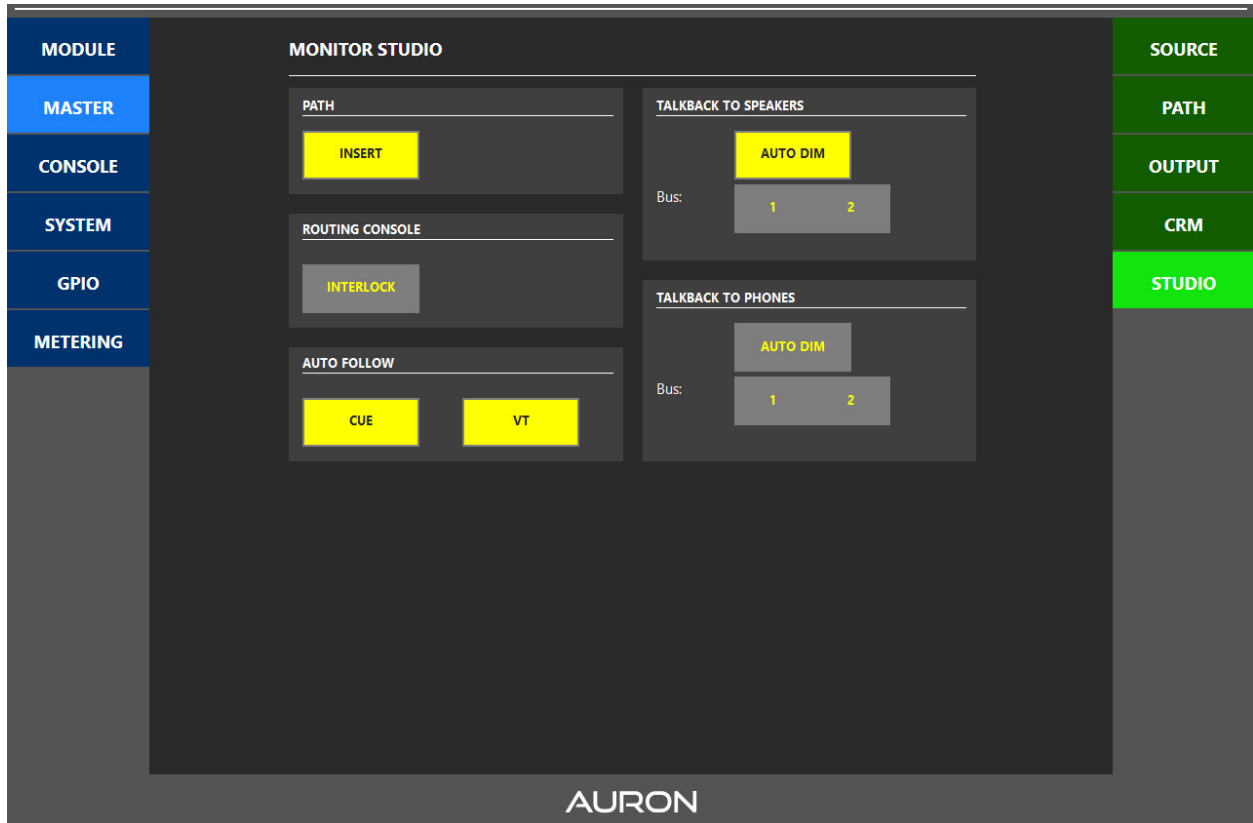 MODULE
MASTER
CONSOLE
SYSTEM
GPIO
METERING
MONITOR STUDIO
PATH
INSERT
ROUTING CONSOLE
INTERLOCK
AUTO FOLLOW
CUE VT
TALKBACK TO SPEAKERS
AUTO DIM
Bus: 1 2
TALKBACK TO PHONES
AUTO DIM
Bus: 1 2
SOURCE
PATH
OUTPUT
CRM
STUDIO
AURON